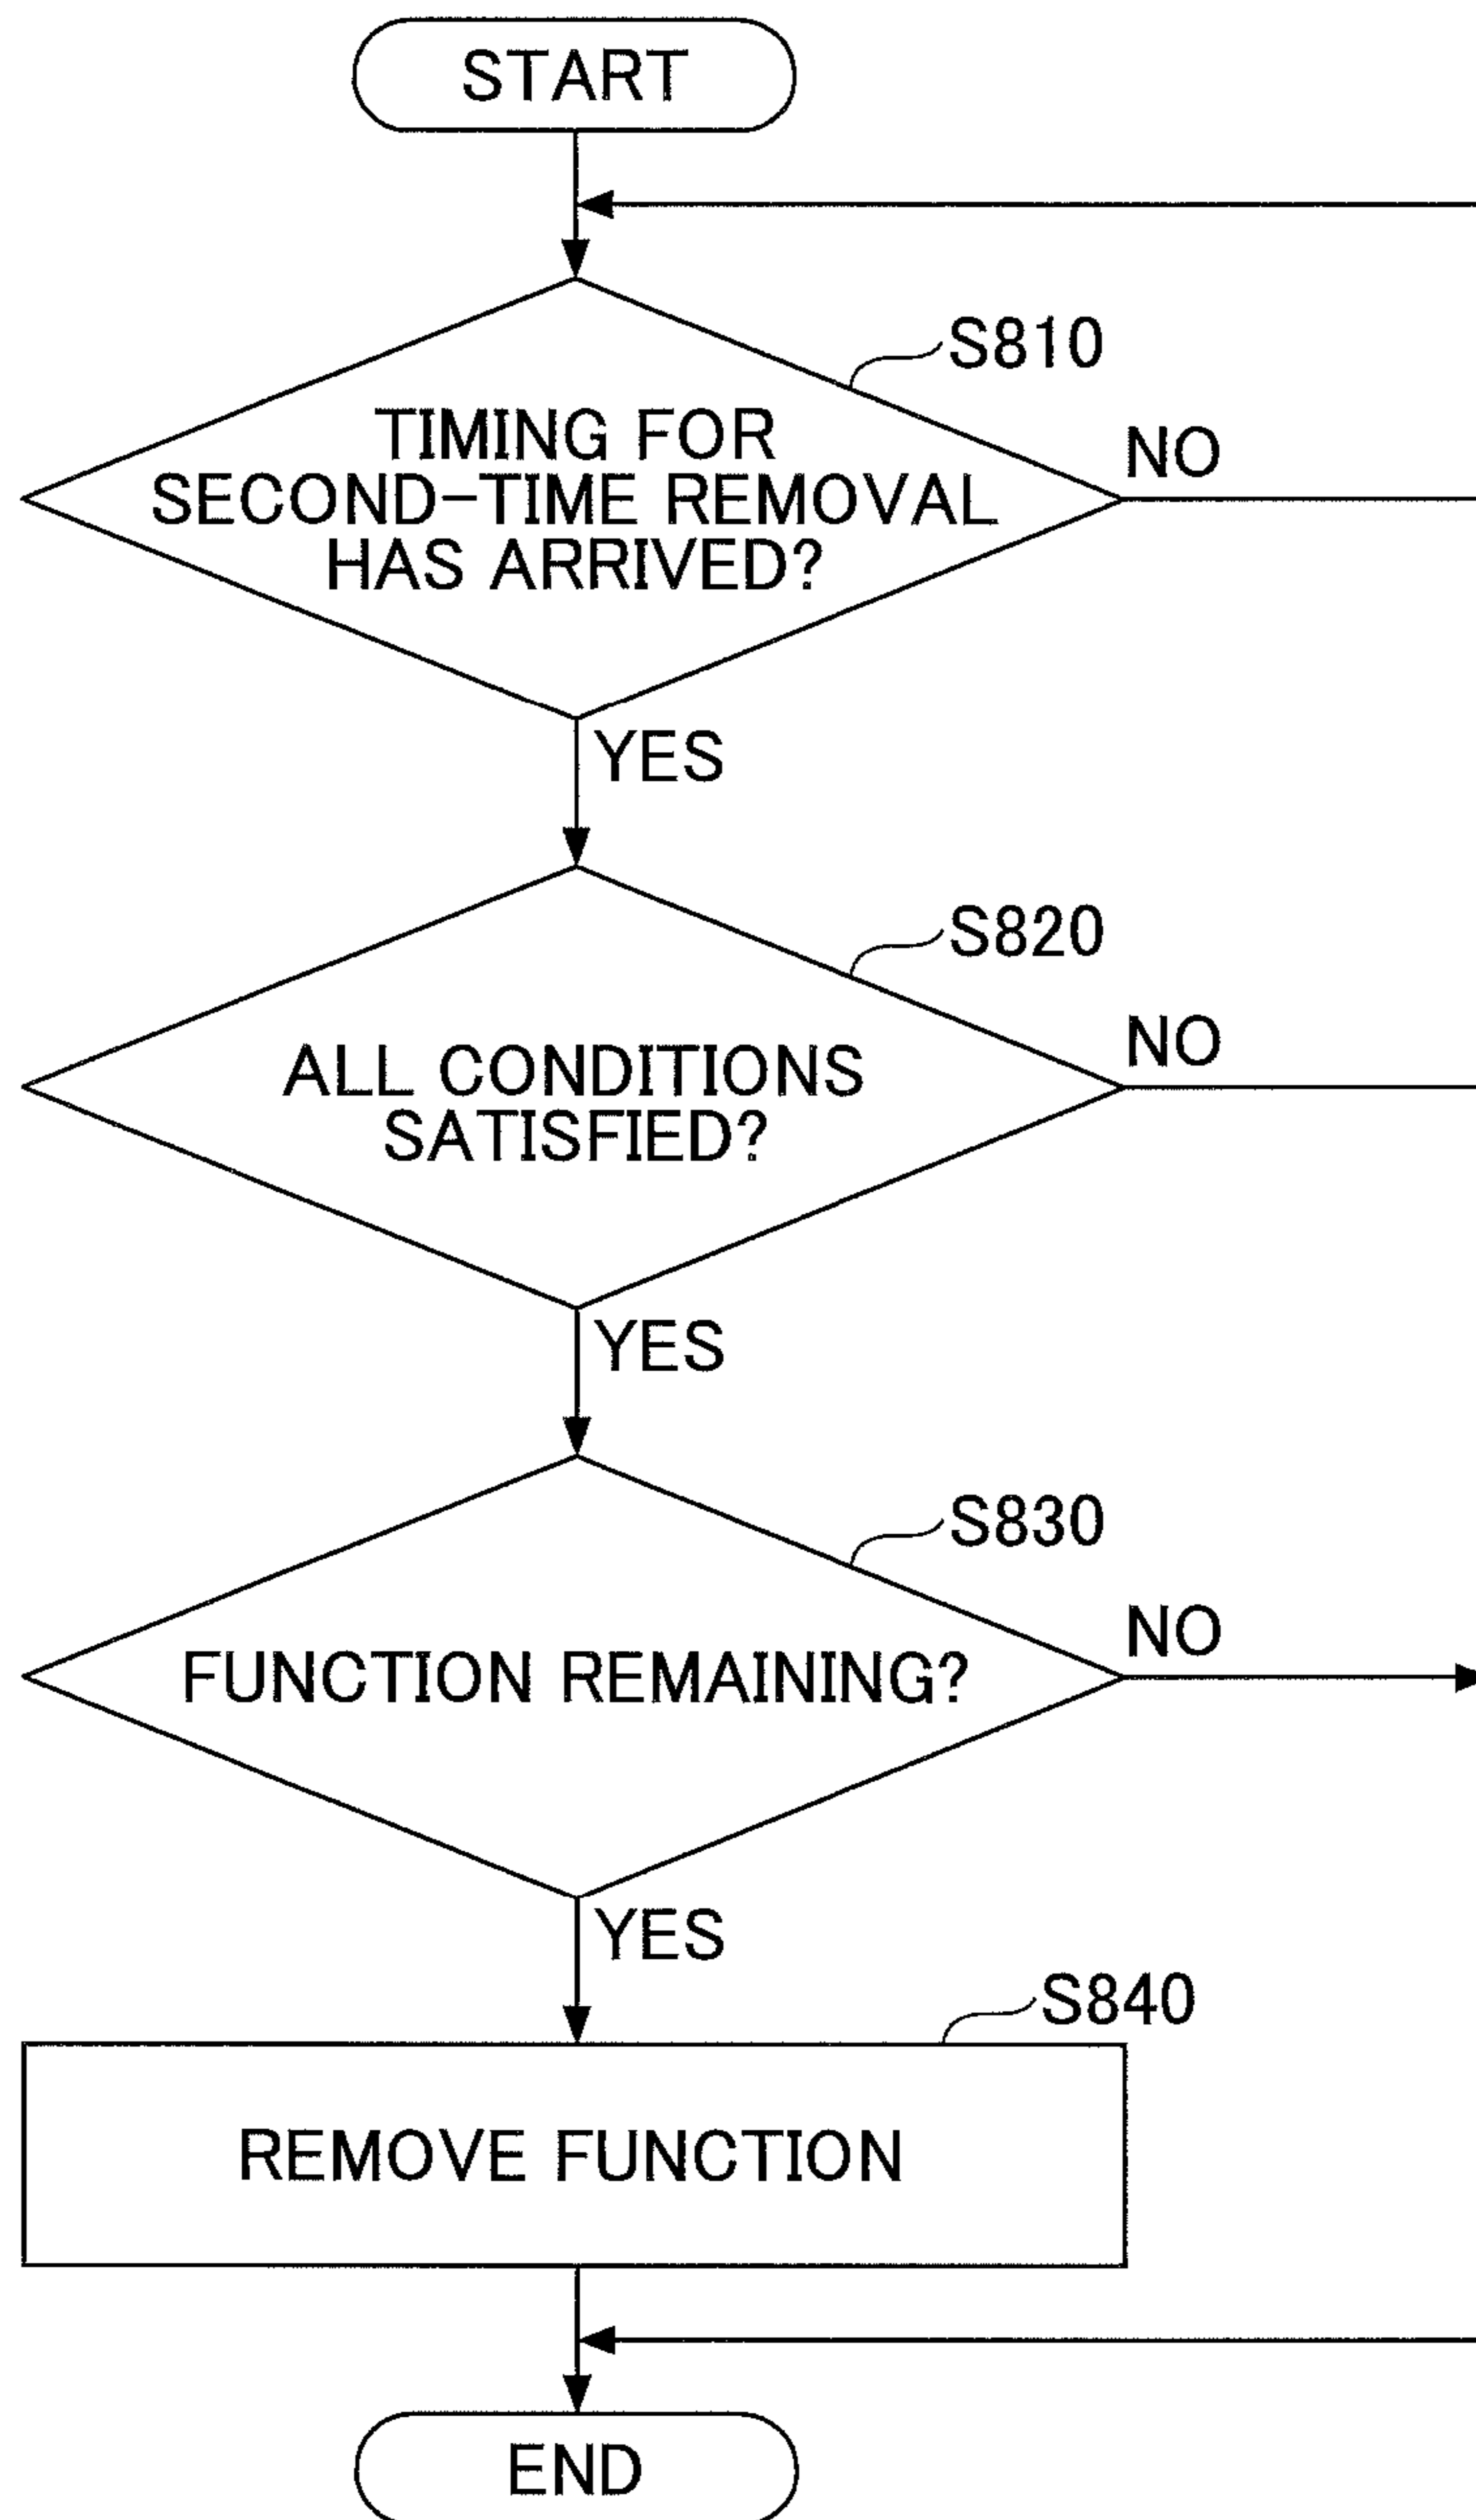 START
S810
TIMING FOR
SECOND-TIME REMOVAL
HAS ARRIVED?
NO
YES
S820
ALL CONDITIONS
SATISFIED?
NO
YES
S830
FUNCTION REMAINING?
NO
YES
S840
REMOVE FUNCTION
END